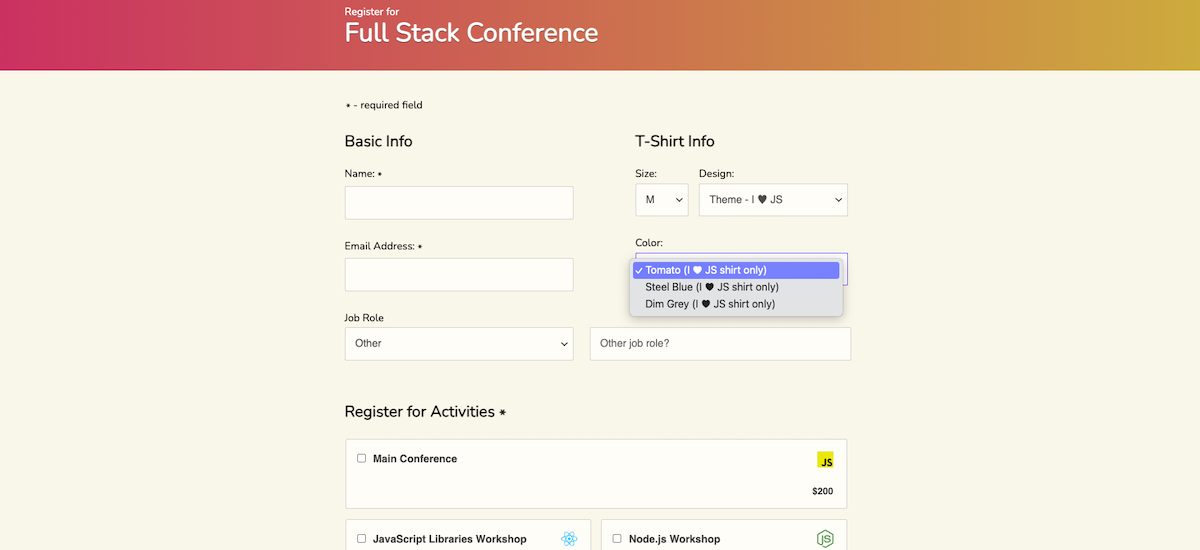 Register for
Full Stack Conference
* - required field
Basic Info
Name: *
Email Address: *
Job Role
Other
Other job role?
T-Shirt Info
Size:
Design:
M
Theme - I ♥ JS
Color:
✓ Tomato (I ♥ JS shirt only)
Steel Blue (I ♥ JS shirt only)
Dim Grey (I ♥ JS shirt only)
Register for Activities *
Main Conference
JS
$200
JavaScript Libraries Workshop
Node.js Workshop
JS